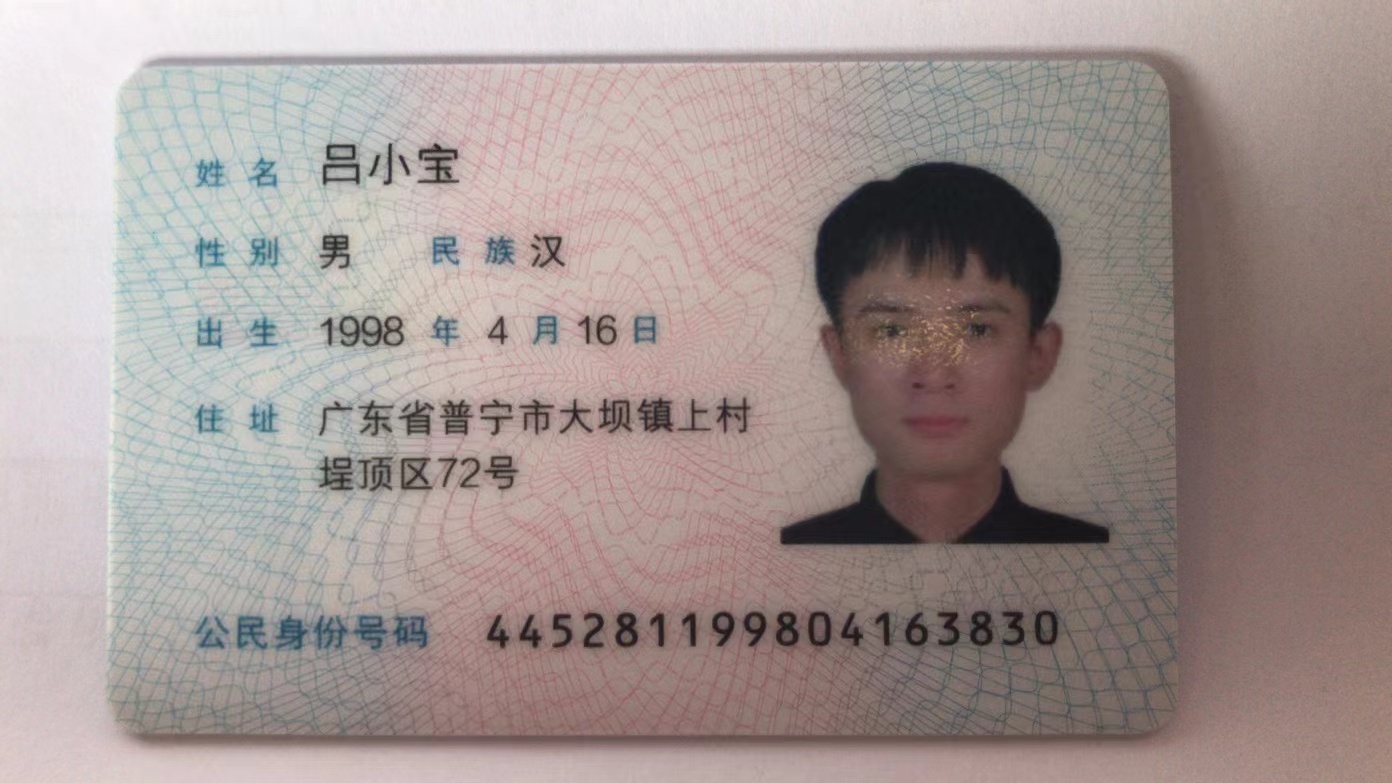 姓名 吕小宝
性别 男 民族 汉
出生 1998 年 4 月 16 日
住址 广东省普宁市大坝镇上村
埕顶区72号
公民身份号码 445281199804163830